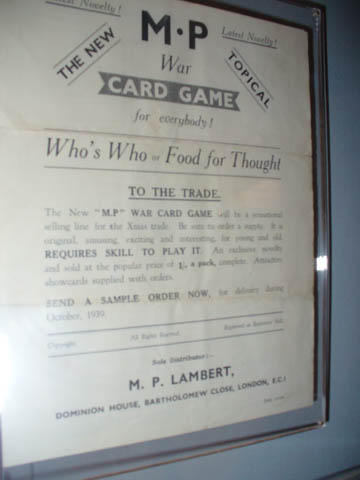 Latest Novelty!
Latest Novelty!
THE NEW
M·P
TOPICAL
War
CARD GAME
for everybody!
Who's Who or Food for Thought
TO THE TRADE.
The New "M.P" WAR CARD GAME will be a sensational
selling line for the Xmas trade. Be sure to order a supply. It is
original, amusing, exciting and interesting, for young and old.
REQUIRES SKILL TO PLAY IT. An exclusive novelty
and sold at the popular price of 1/- a pack, complete. Attractive
showcards supplied with orders.
SEND A SAMPLE ORDER NOW, for delivery during
October, 1939.
Copyright. All Rights Reserved. Registered at Stationers' Hall.
Sole Distributor:—
M. P. LAMBERT,
DOMINION HOUSE, BARTHOLOMEW CLOSE, LONDON, E.C.1